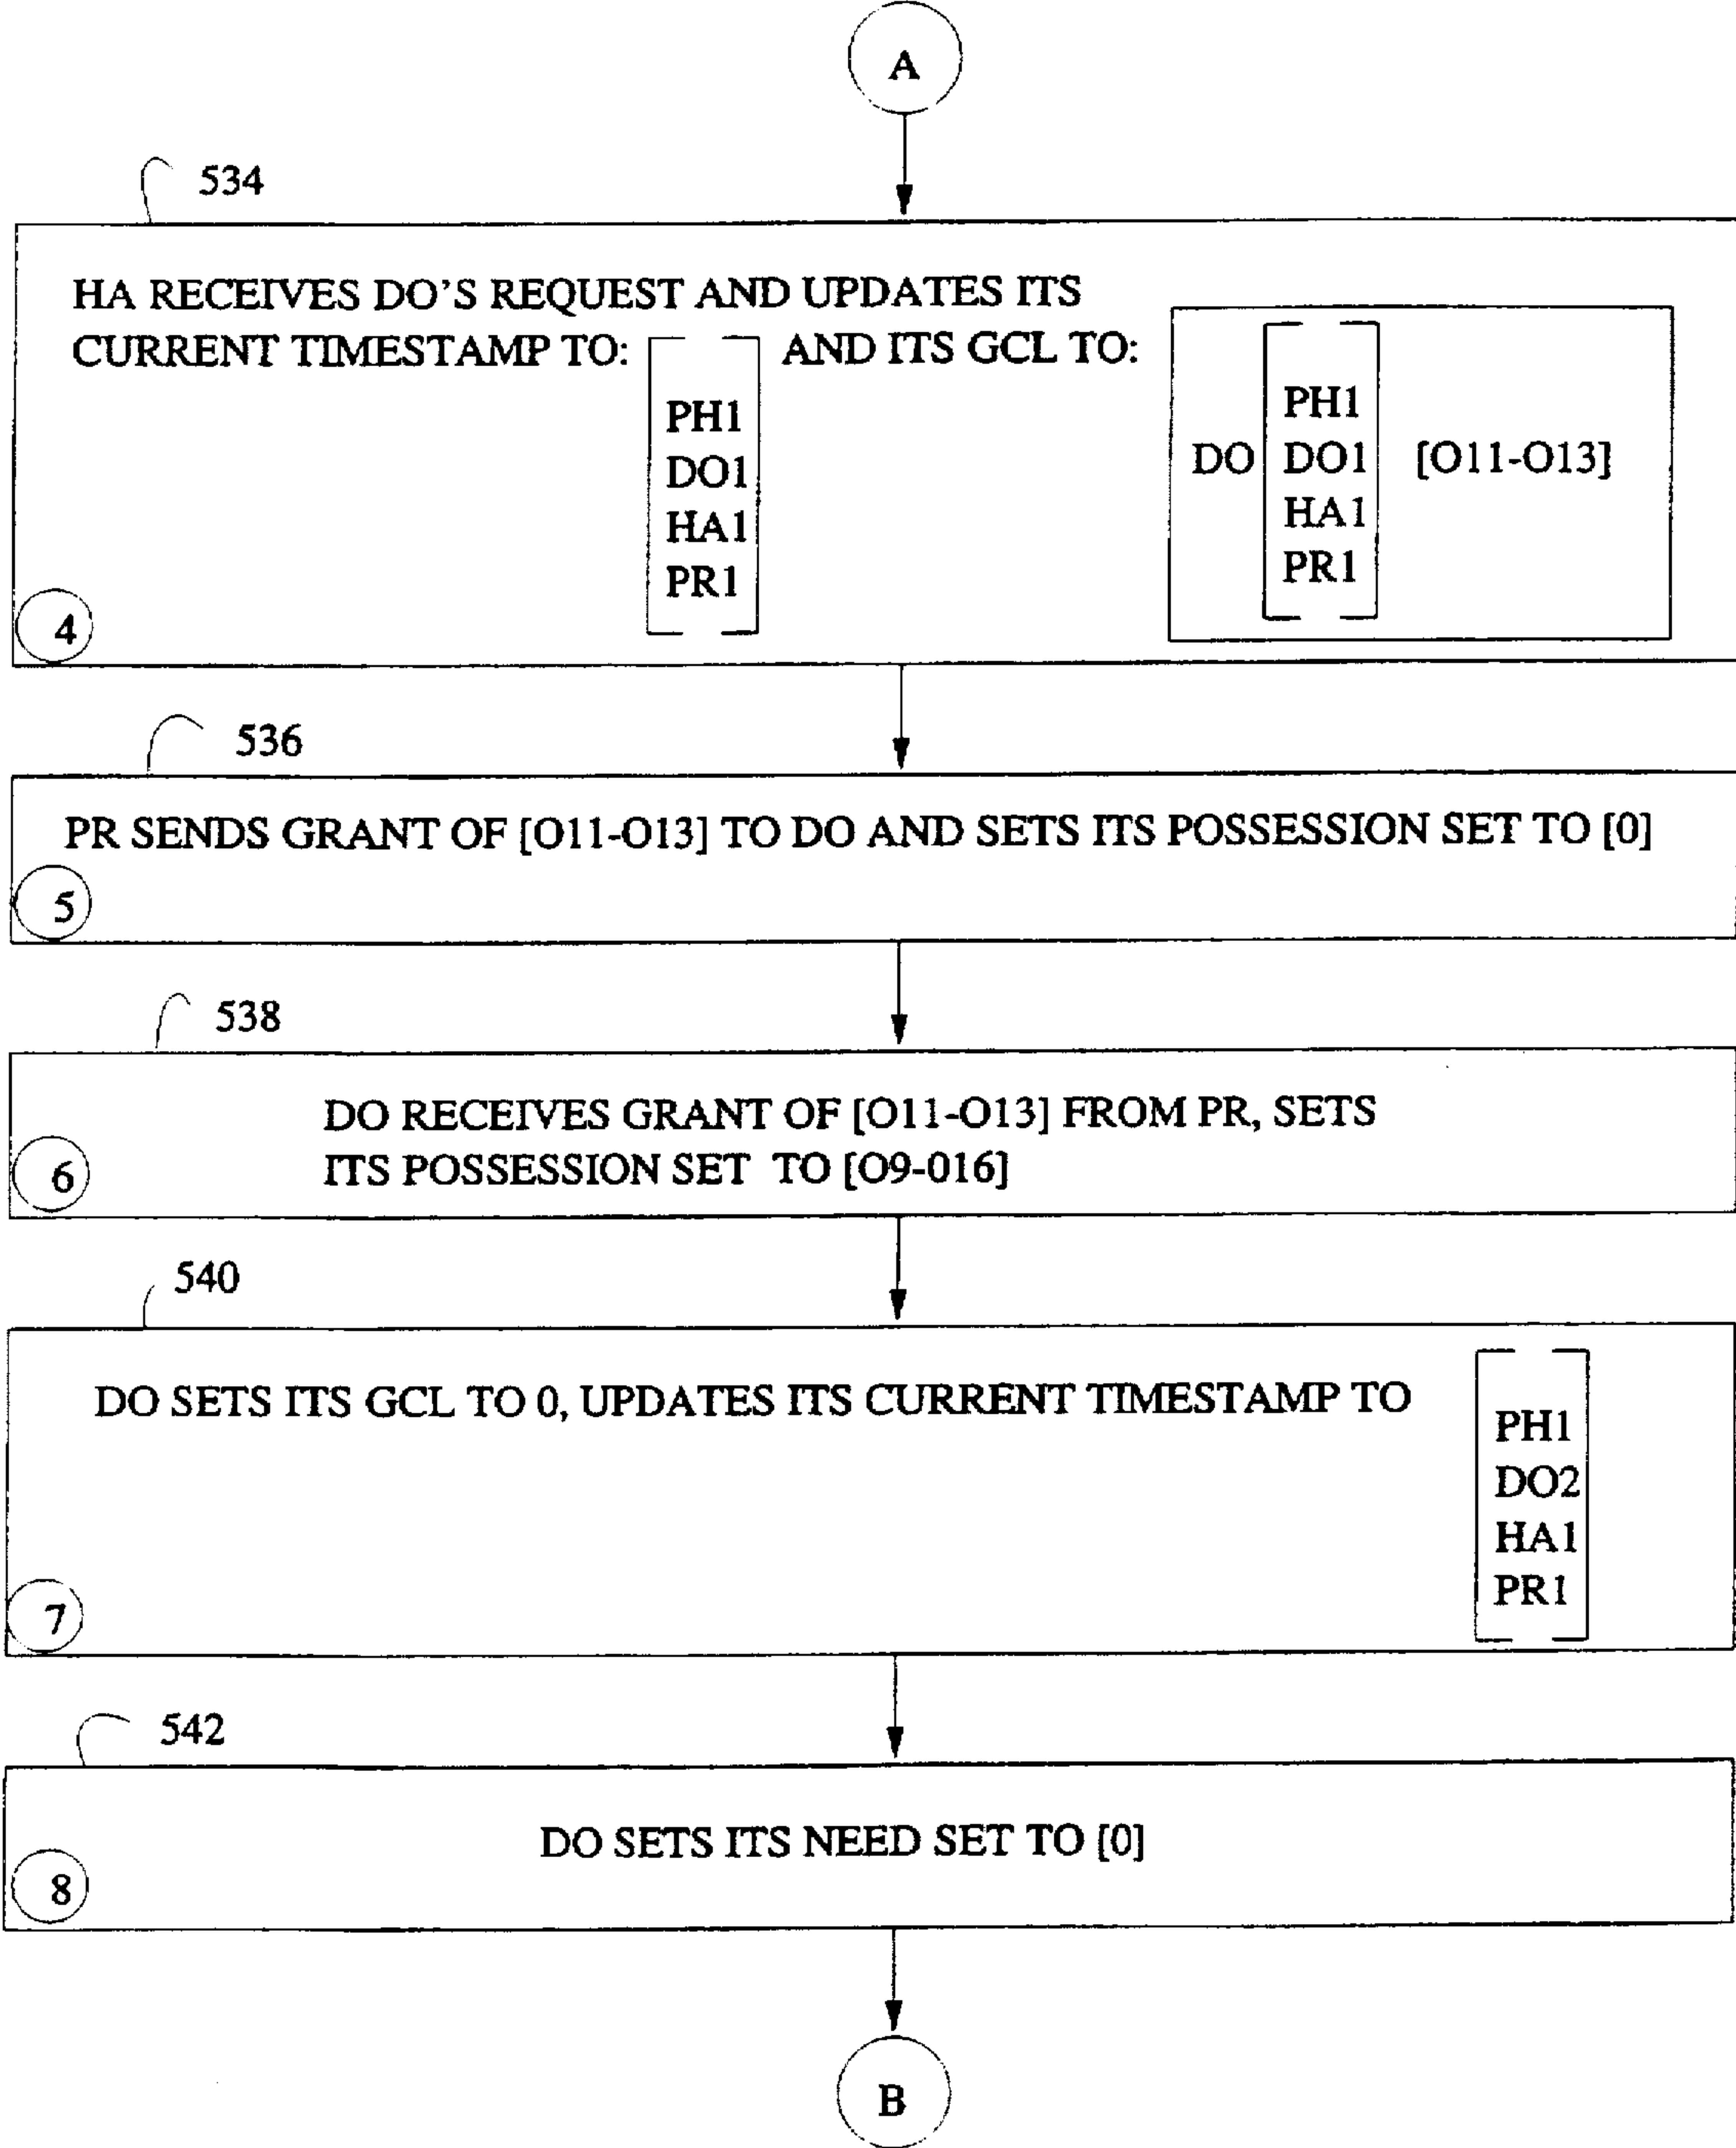 A
534
HA RECEIVES DO'S REQUEST AND UPDATES ITS
CURRENT TIMESTAMP TO: AND ITS GCL TO:
PH1
DO1
HA1
PR1
DO
PH1
DO1
HA1
PR1
[O11-O13]
4
536
PR SENDS GRANT OF [O11-O13] TO DO AND SETS ITS POSSESSION SET TO [0]
5
538
DO RECEIVES GRANT OF [O11-O13] FROM PR, SETS
ITS POSSESSION SET TO [O9-016]
6
540
DO SETS ITS GCL TO 0, UPDATES ITS CURRENT TIMESTAMP TO
PH1
DO2
HA1
PR1
7
542
DO SETS ITS NEED SET TO [0]
8
B